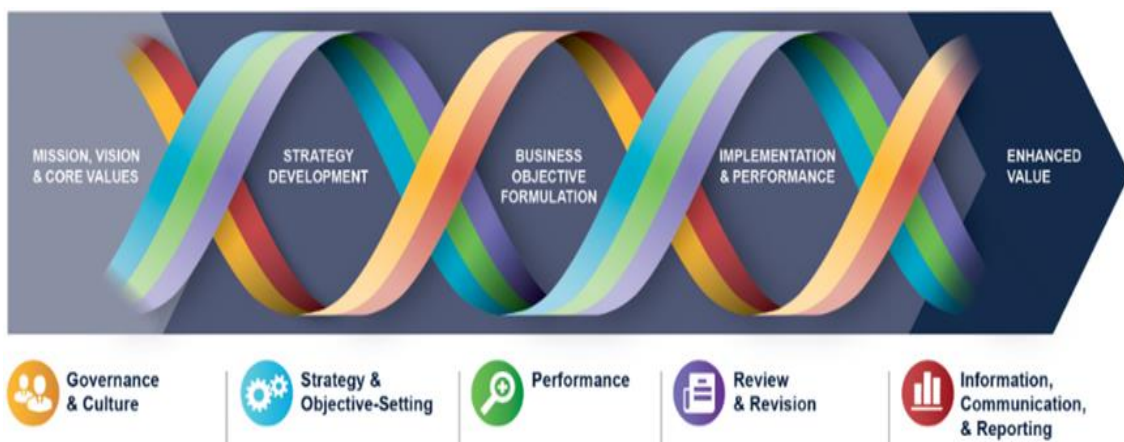 MISSION, VISION
& CORE VALUES
STRATEGY
DEVELOPMENT
BUSINESS
OBJECTIVE
FORMULATION
IMPLEMENTATION
& PERFORMANCE
ENHANCED
VALUE
Governance
& Culture
Strategy &
Objective-Setting
Performance
Review
& Revision
Information,
Communication,
& Reporting